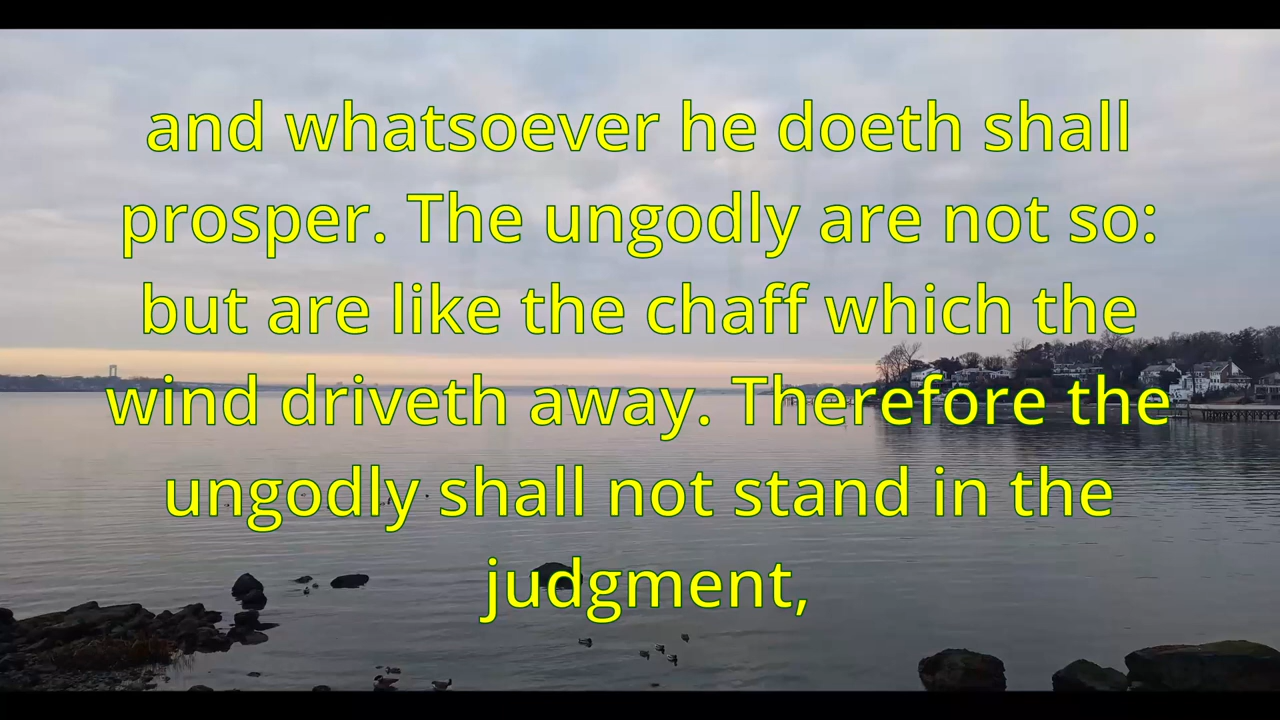 and whatsoever he doeth shall
prosper. The ungodly are not so:
but are like the chaff which the
wind driveth away. Therefore the
ungodly shall not stand in the
judgment,